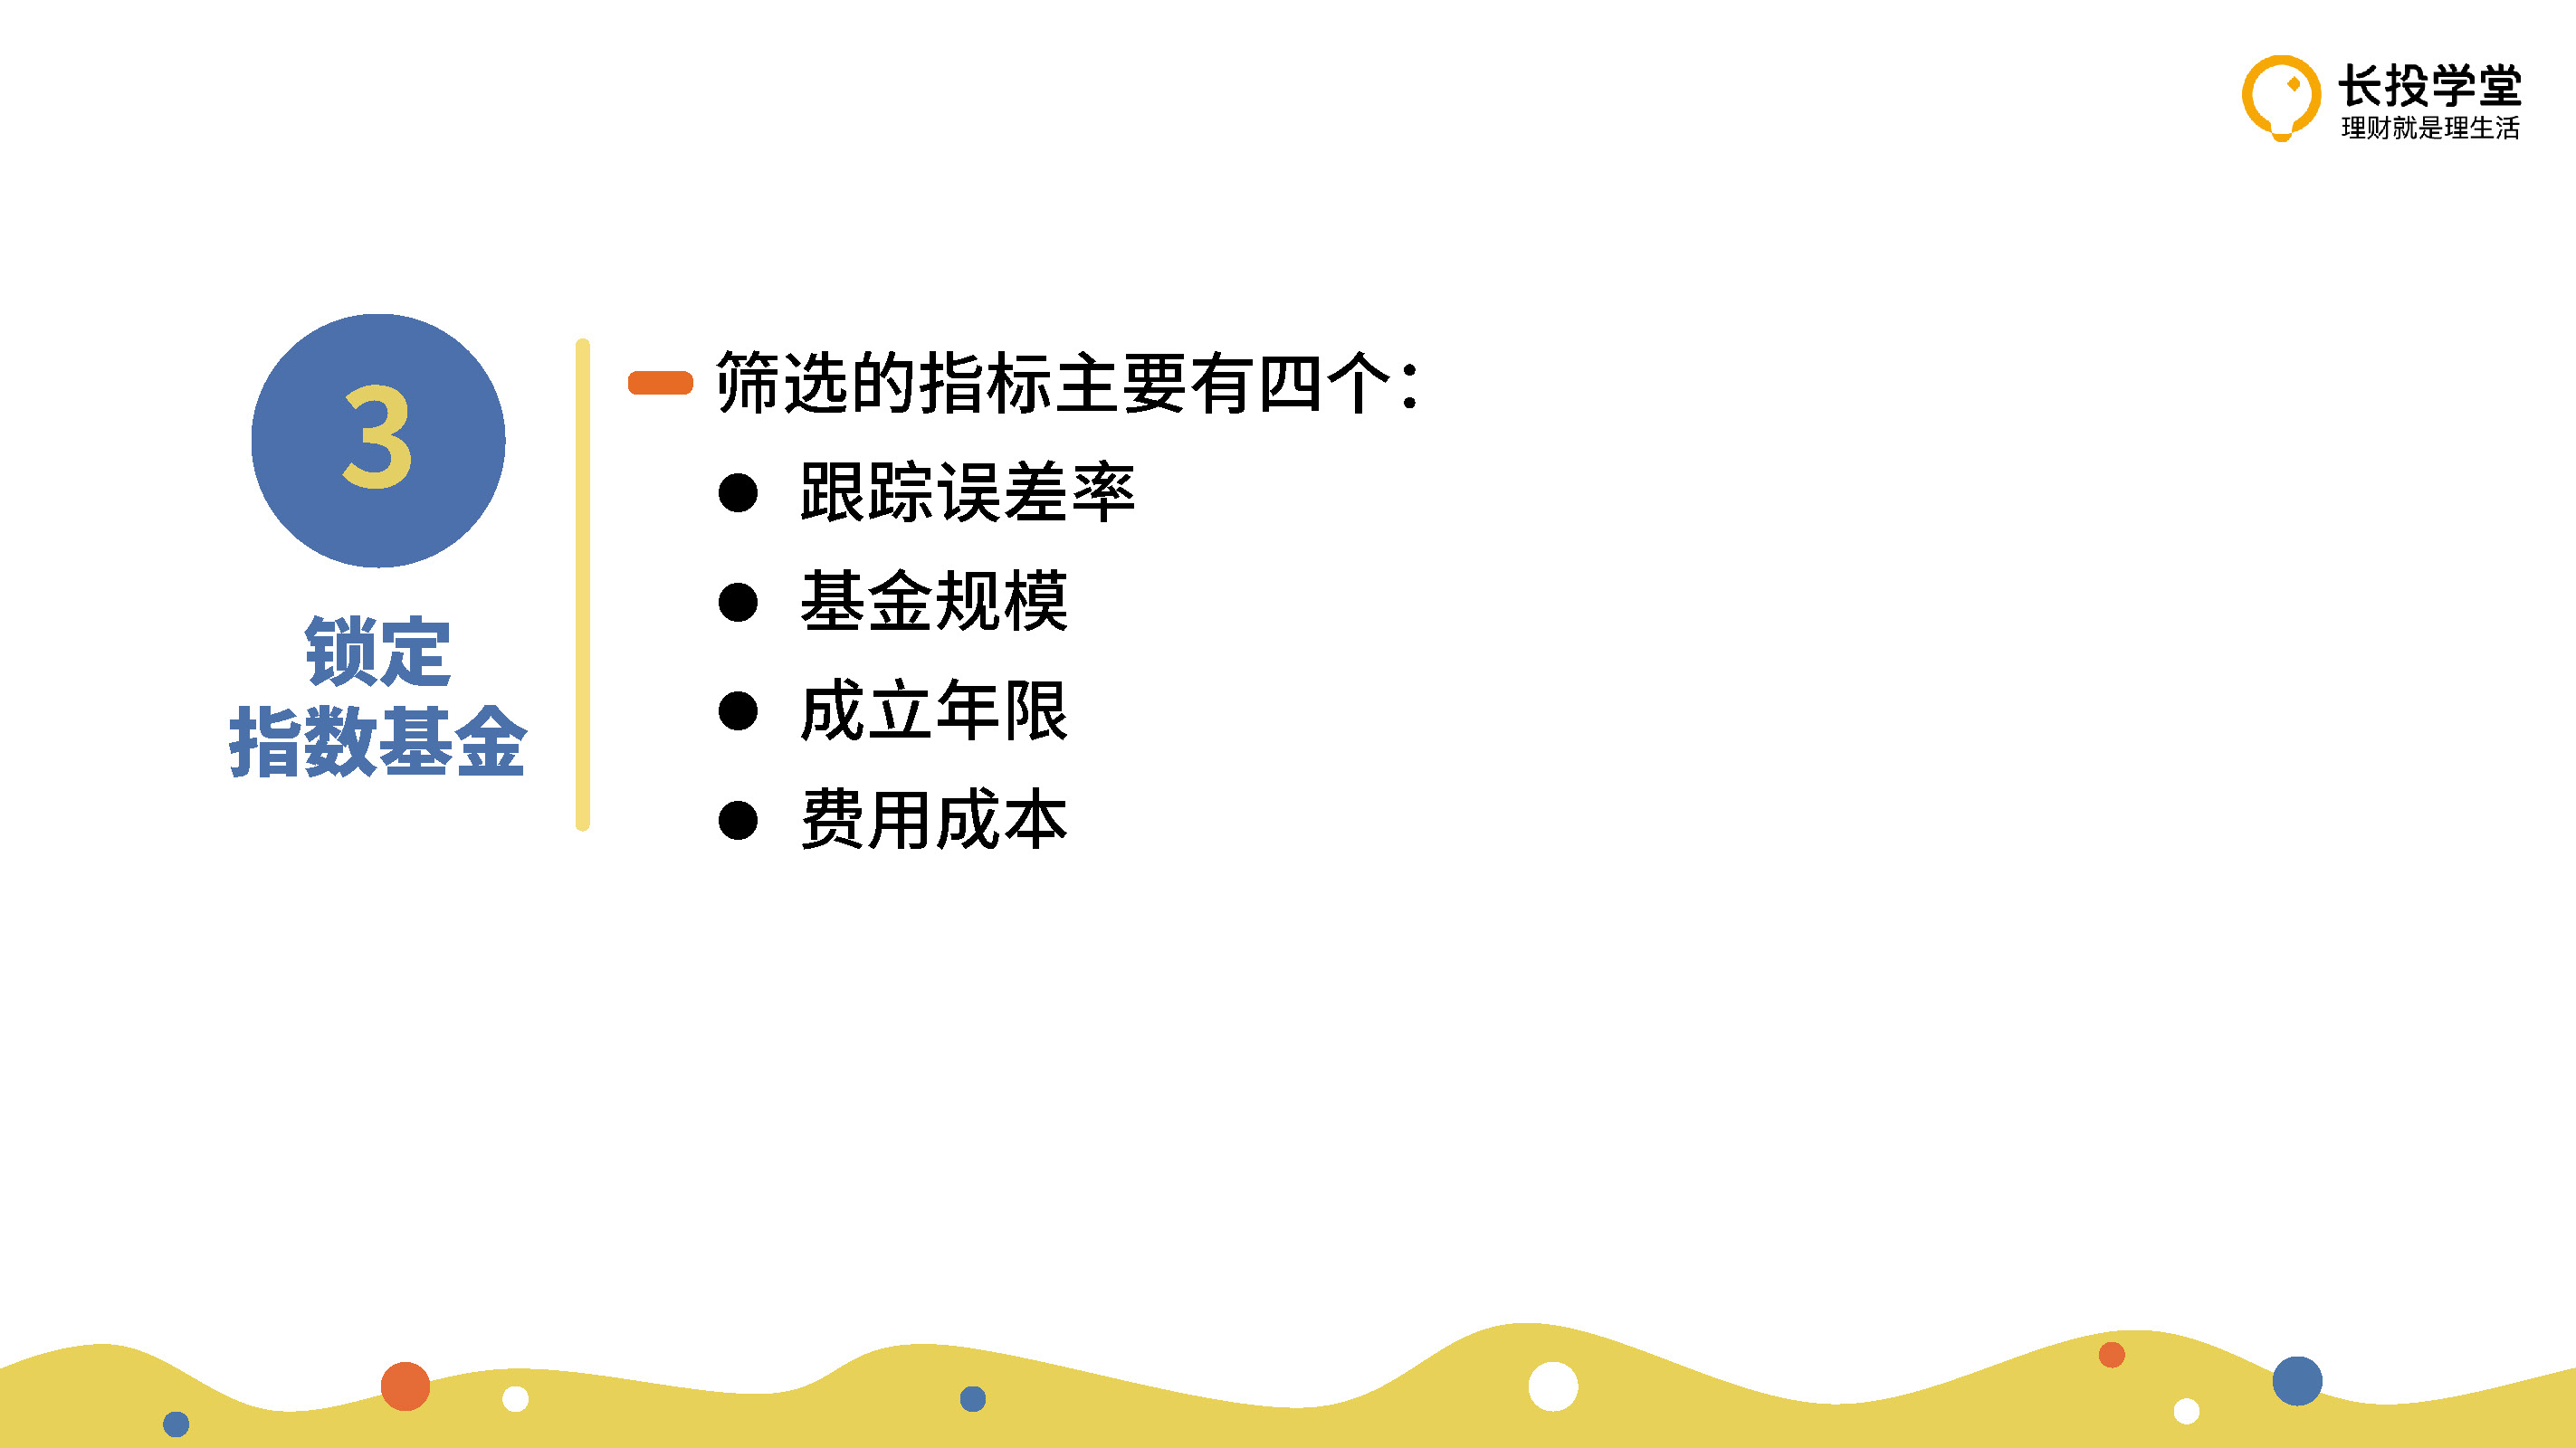 长投学堂
理财就是理生活
3
锁定
指数基金
筛选的指标主要有四个：
● 跟踪误差率
● 基金规模
● 成立年限
● 费用成本